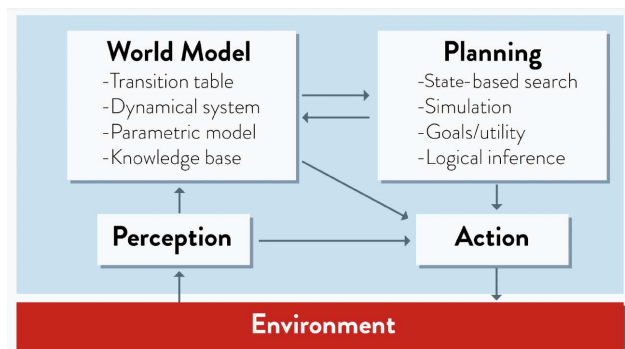 World Model
-Transition table
-Dynamical system
-Parametric model
-Knowledge base
Planning
-State-based search
-Simulation
-Goals/utility
-Logical inference
Perception
Action
Environment